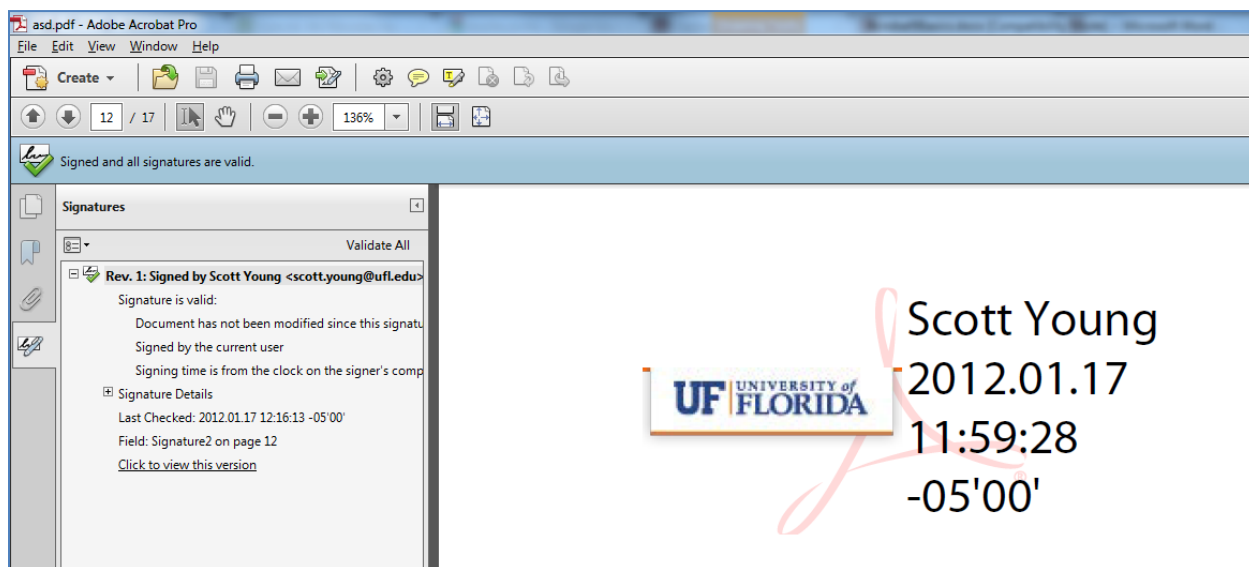 asd.pdf - Adobe Acrobat Pro
File Edit View Window Help
Create
12 / 17 136%
Signed and all signatures are valid.
Signatures
Validate All
Rev. 1: Signed by Scott Young <scott.young@ufl.edu>
Signature is valid:
Document has not been modified since this signatu
Signed by the current user
Signing time is from the clock on the signer's comp
Signature Details
Last Checked: 2012.01.17 12:16:13 -05'00'
Field: Signature2 on page 12
Click to view this version
UF UNIVERSITY of
FLORIDA
Scott Young
2012.01.17
11:59:28
-05'00'